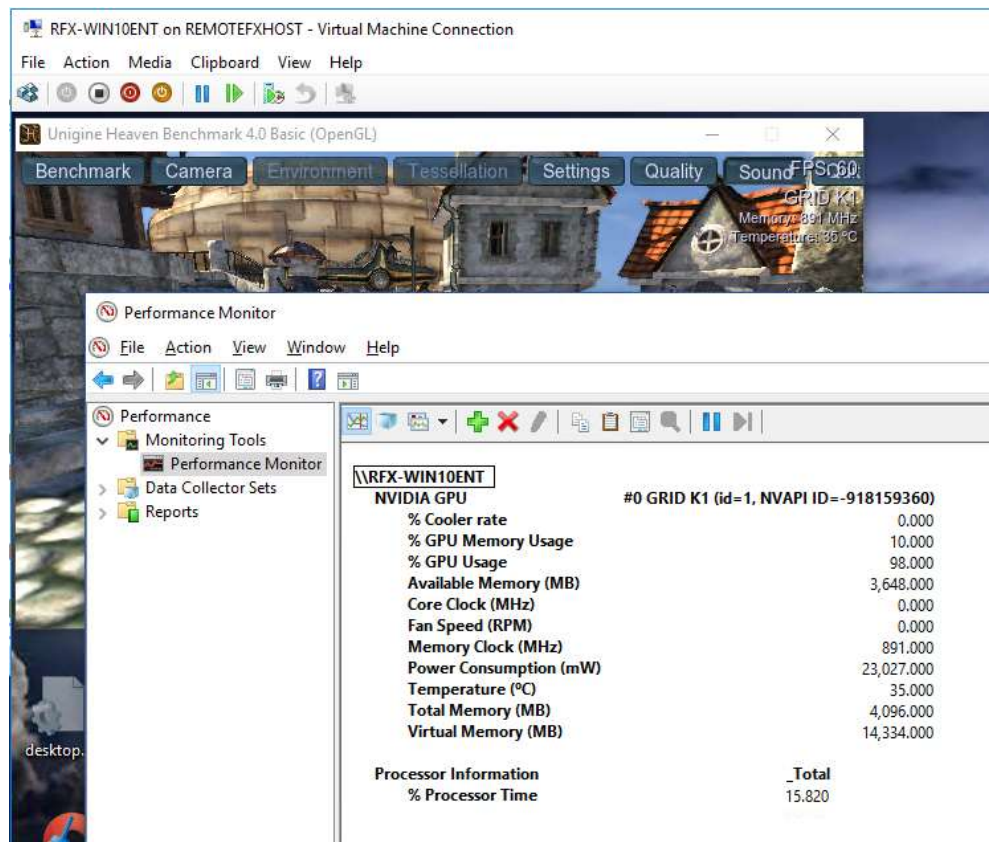 RFX-WIN10ENT on REMOTEFXHOST - Virtual Machine Connection
File Action Media Clipboard View Help
Unigine Heaven Benchmark 4.0 Basic (OpenGL)
Benchmark Camera Environment Tessellation Settings Quality Sound FPS:60
GRID K1
Memory: 891 MHz
Temperature: 35 °C
Performance Monitor
File Action View Window Help
Performance
Monitoring Tools
Performance Monitor
Data Collector Sets
Reports
\\RFX-WIN10ENT
NVIDIA GPU #0 GRID K1 (id=1, NVAPI ID=-918159360)
% Cooler rate 0.000
% GPU Memory Usage 10.000
% GPU Usage 98.000
Available Memory (MB) 3,648.000
Core Clock (MHz) 0.000
Fan Speed (RPM) 0.000
Memory Clock (MHz) 891.000
Power Consumption (mW) 23,027.000
Temperature (ºC) 35.000
Total Memory (MB) 4,096.000
Virtual Memory (MB) 14,334.000
Processor Information _Total
% Processor Time 15.820
desktop.